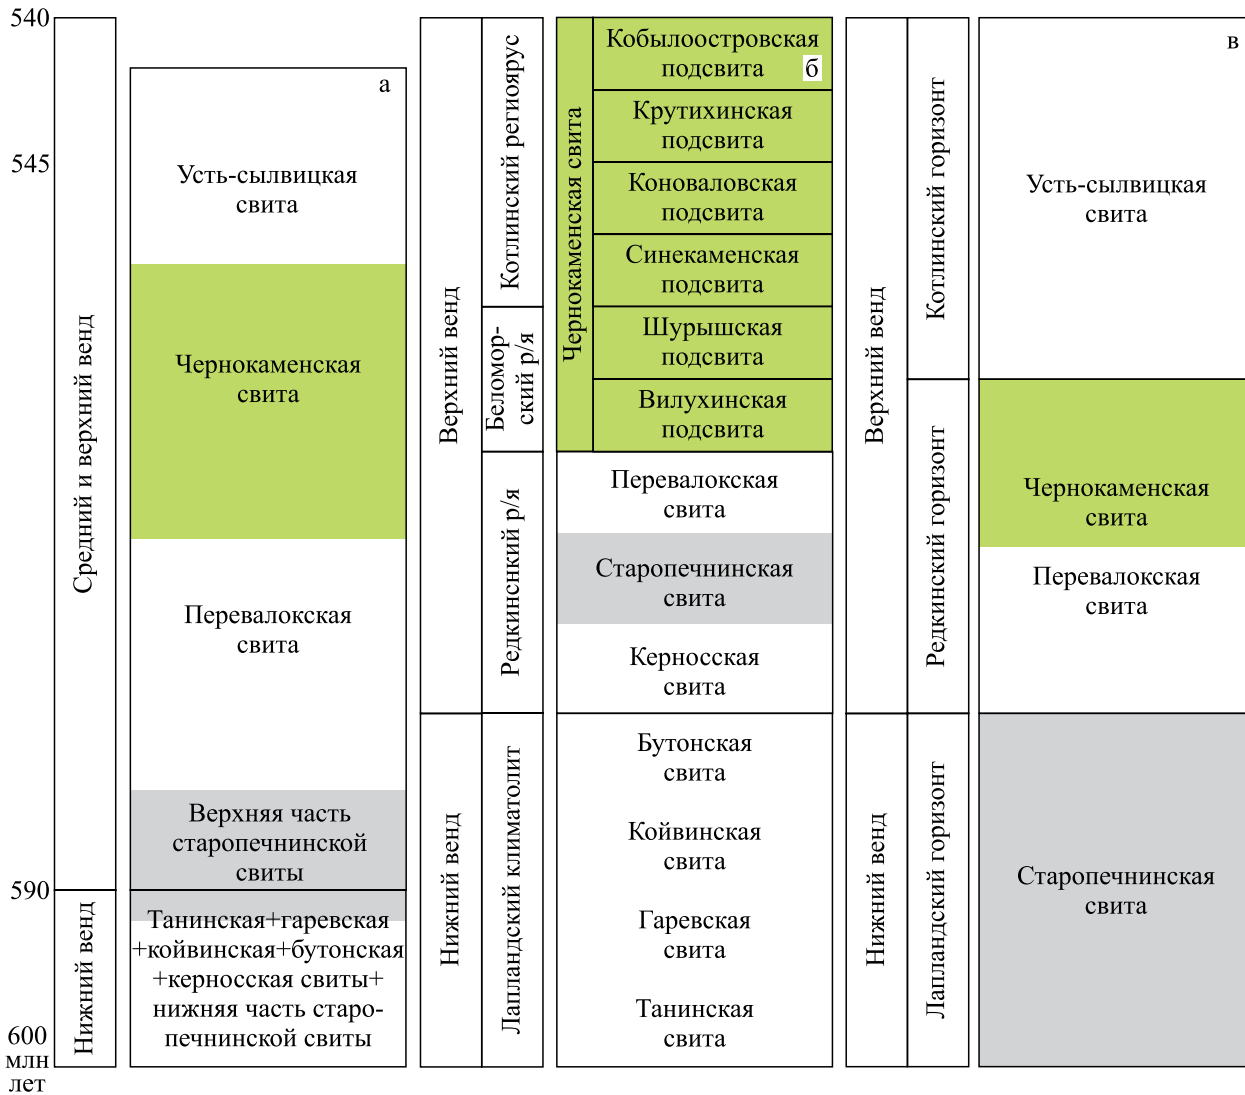 540
545
590
600
млн
лет
Средний и верхний венд
Нижний венд
а
Усть-сылвицкая
свита
Чернокаменская
свита
Перевалокская
свита
Верхняя часть
старопечнинской
свиты
Танинская+гаревская
+койвинская+бутонская
+керносская свиты+
нижняя часть старо-
печнинской свиты
Верхний венд
Нижний венд
Котлинский региоярус
Беломор-
ский р/я
Редкинснкий р/я
Лапландский климатолит
Чернокаменская свита
Кобылоостровская
подсвита
б
Крутихинская
подсвита
Коноваловская
подсвита
Синекаменская
подсвита
Шурышская
подсвита
Вилухинская
подсвита
Перевалокская
свита
Старопечнинская
свита
Керносская
свита
Бутонская
свита
Койвинская
свита
Гаревская
свита
Танинская
свита
Верхний венд
Нижний венд
Котлинский горизонт
Редкинский горизонт
Лапландский горизонт
в
Усть-сылвицкая
свита
Чернокаменская
свита
Перевалокская
свита
Старопечнинская
свита